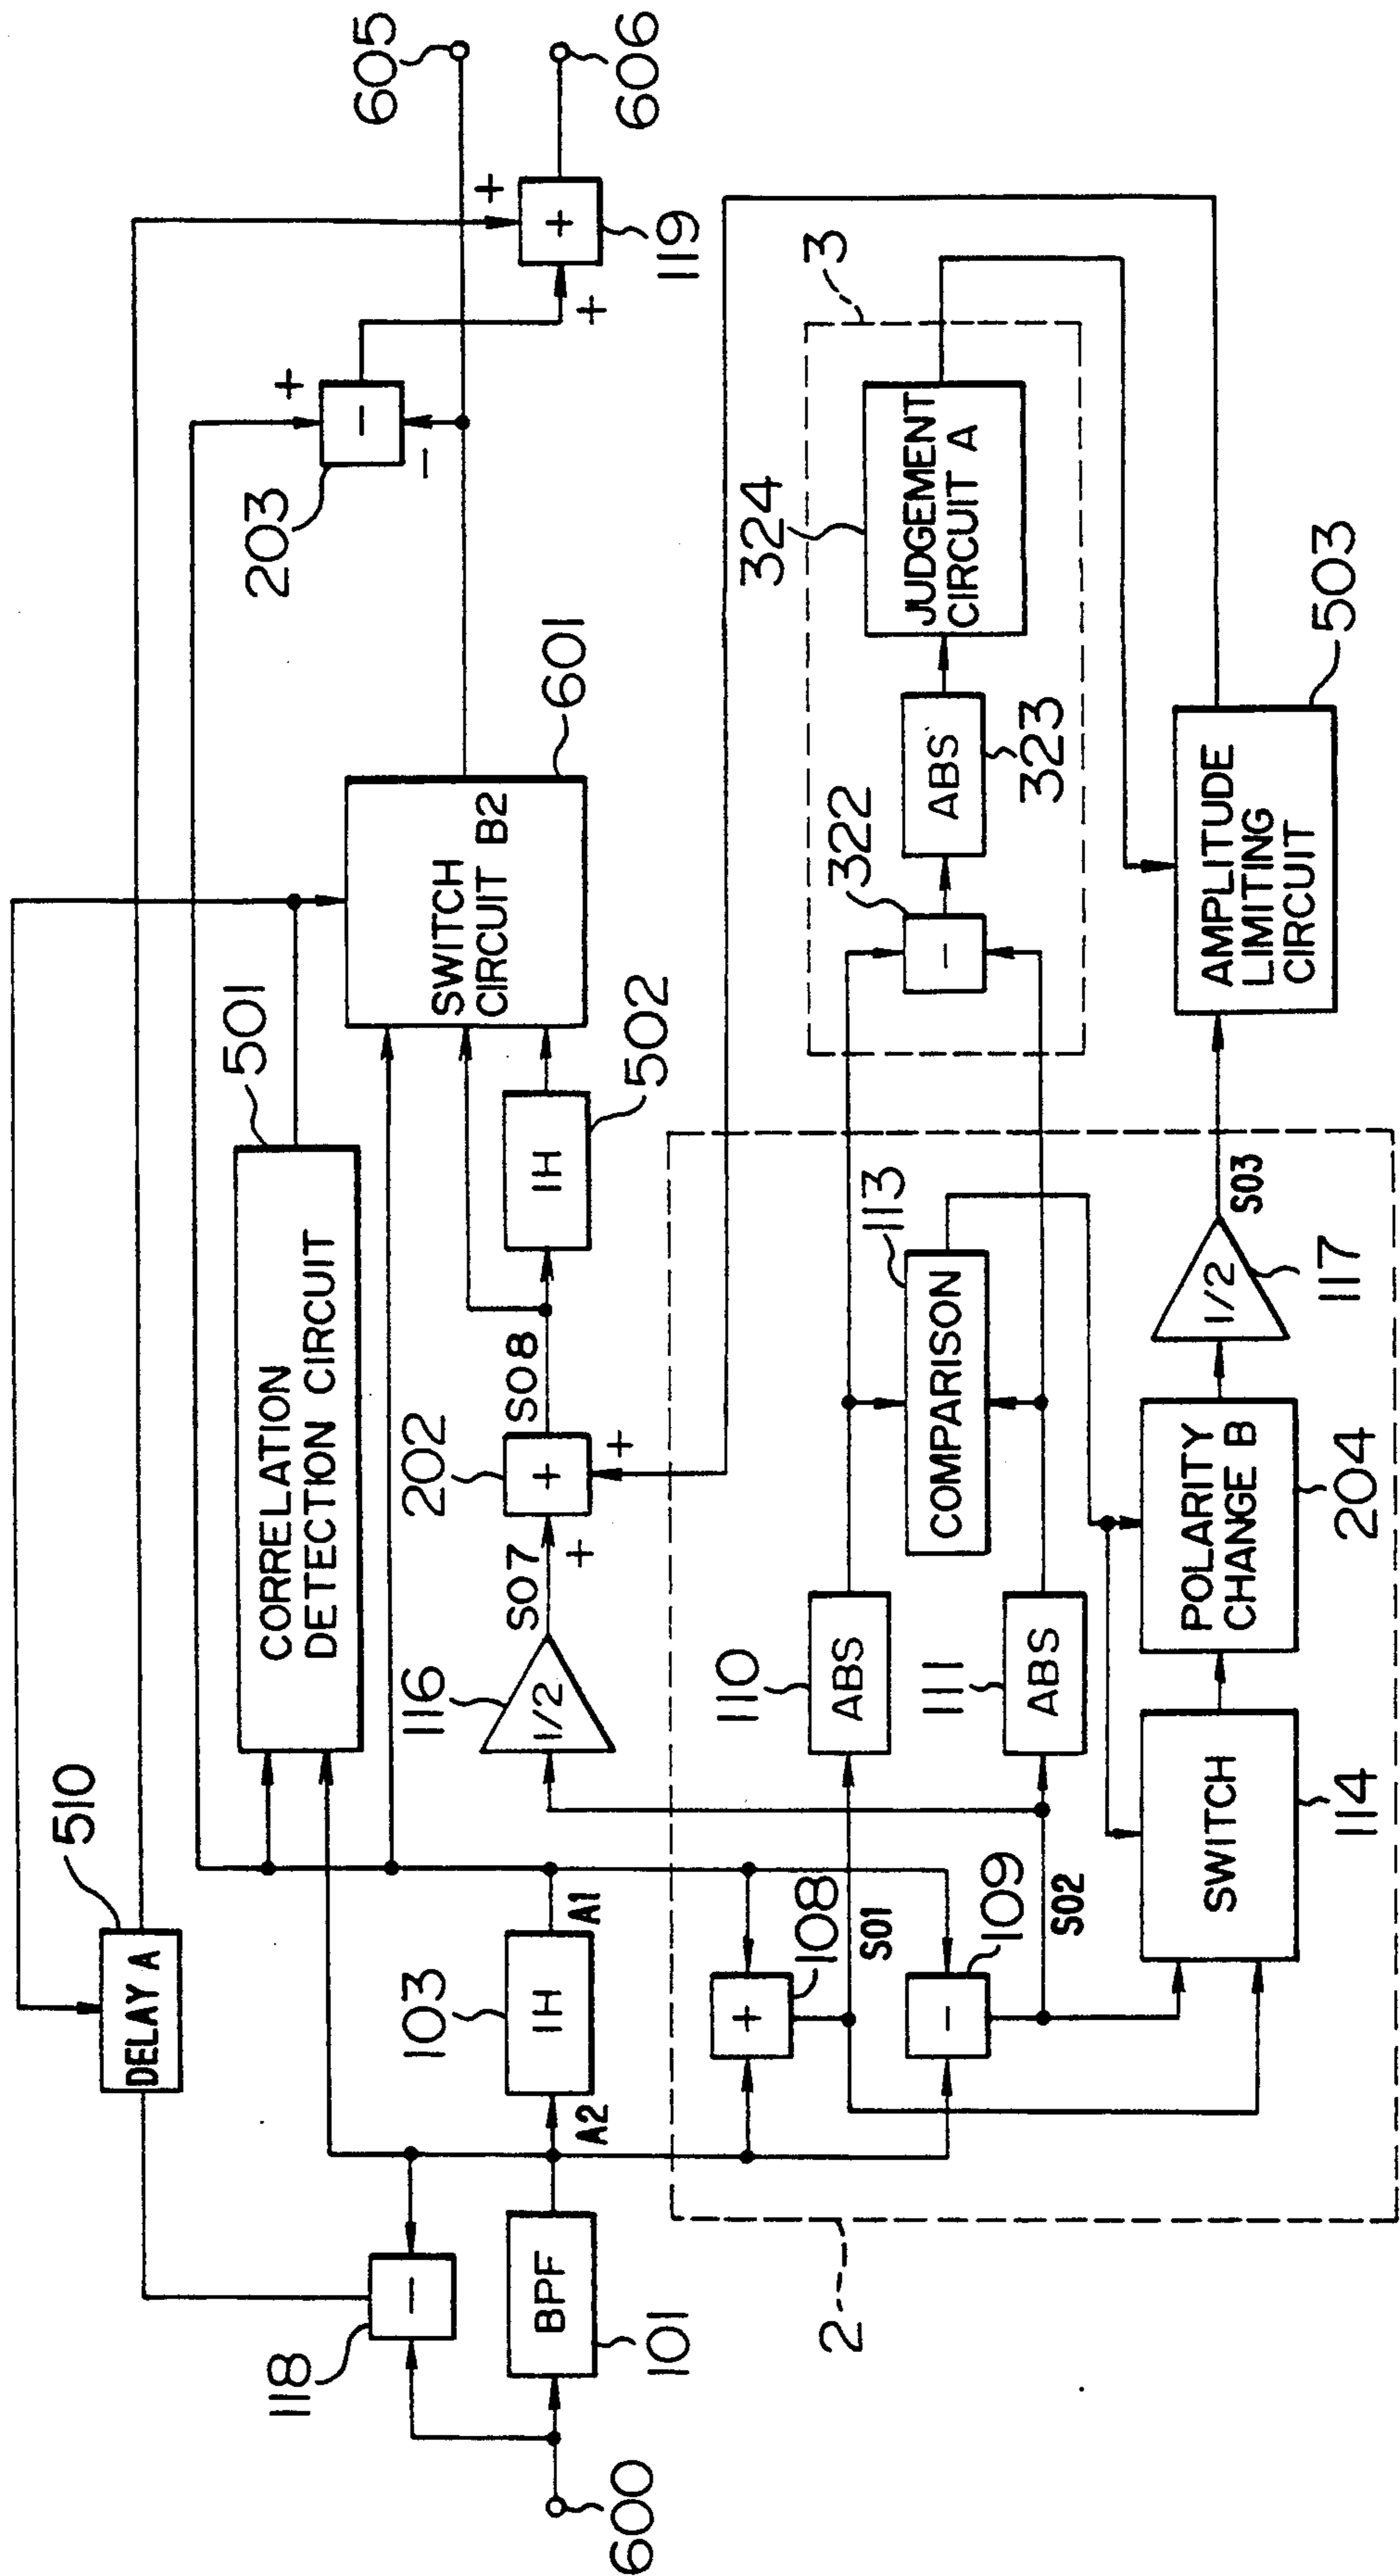 605
606
+
+
119
+
+
-
-
203
3
324
JUDGEMENT
CIRCUIT A
601
SWITCH
CIRCUIT B2
ABS
323
322
-
503
AMPLITUDE
LIMITING
CIRCUIT
501
CORRELATION
DETECTION CIRCUIT
502
1H
113
COMPARISON
S03
1/2
117
S08
202
+
+
S07
+
116
1/2
204
POLARITY
CHANGE B
110
ABS
111
ABS
SWITCH
114
510
DELAY A
103
1H
A1
A2
+
108
S01
-
109
S02
118
-
BPF
101
2
600